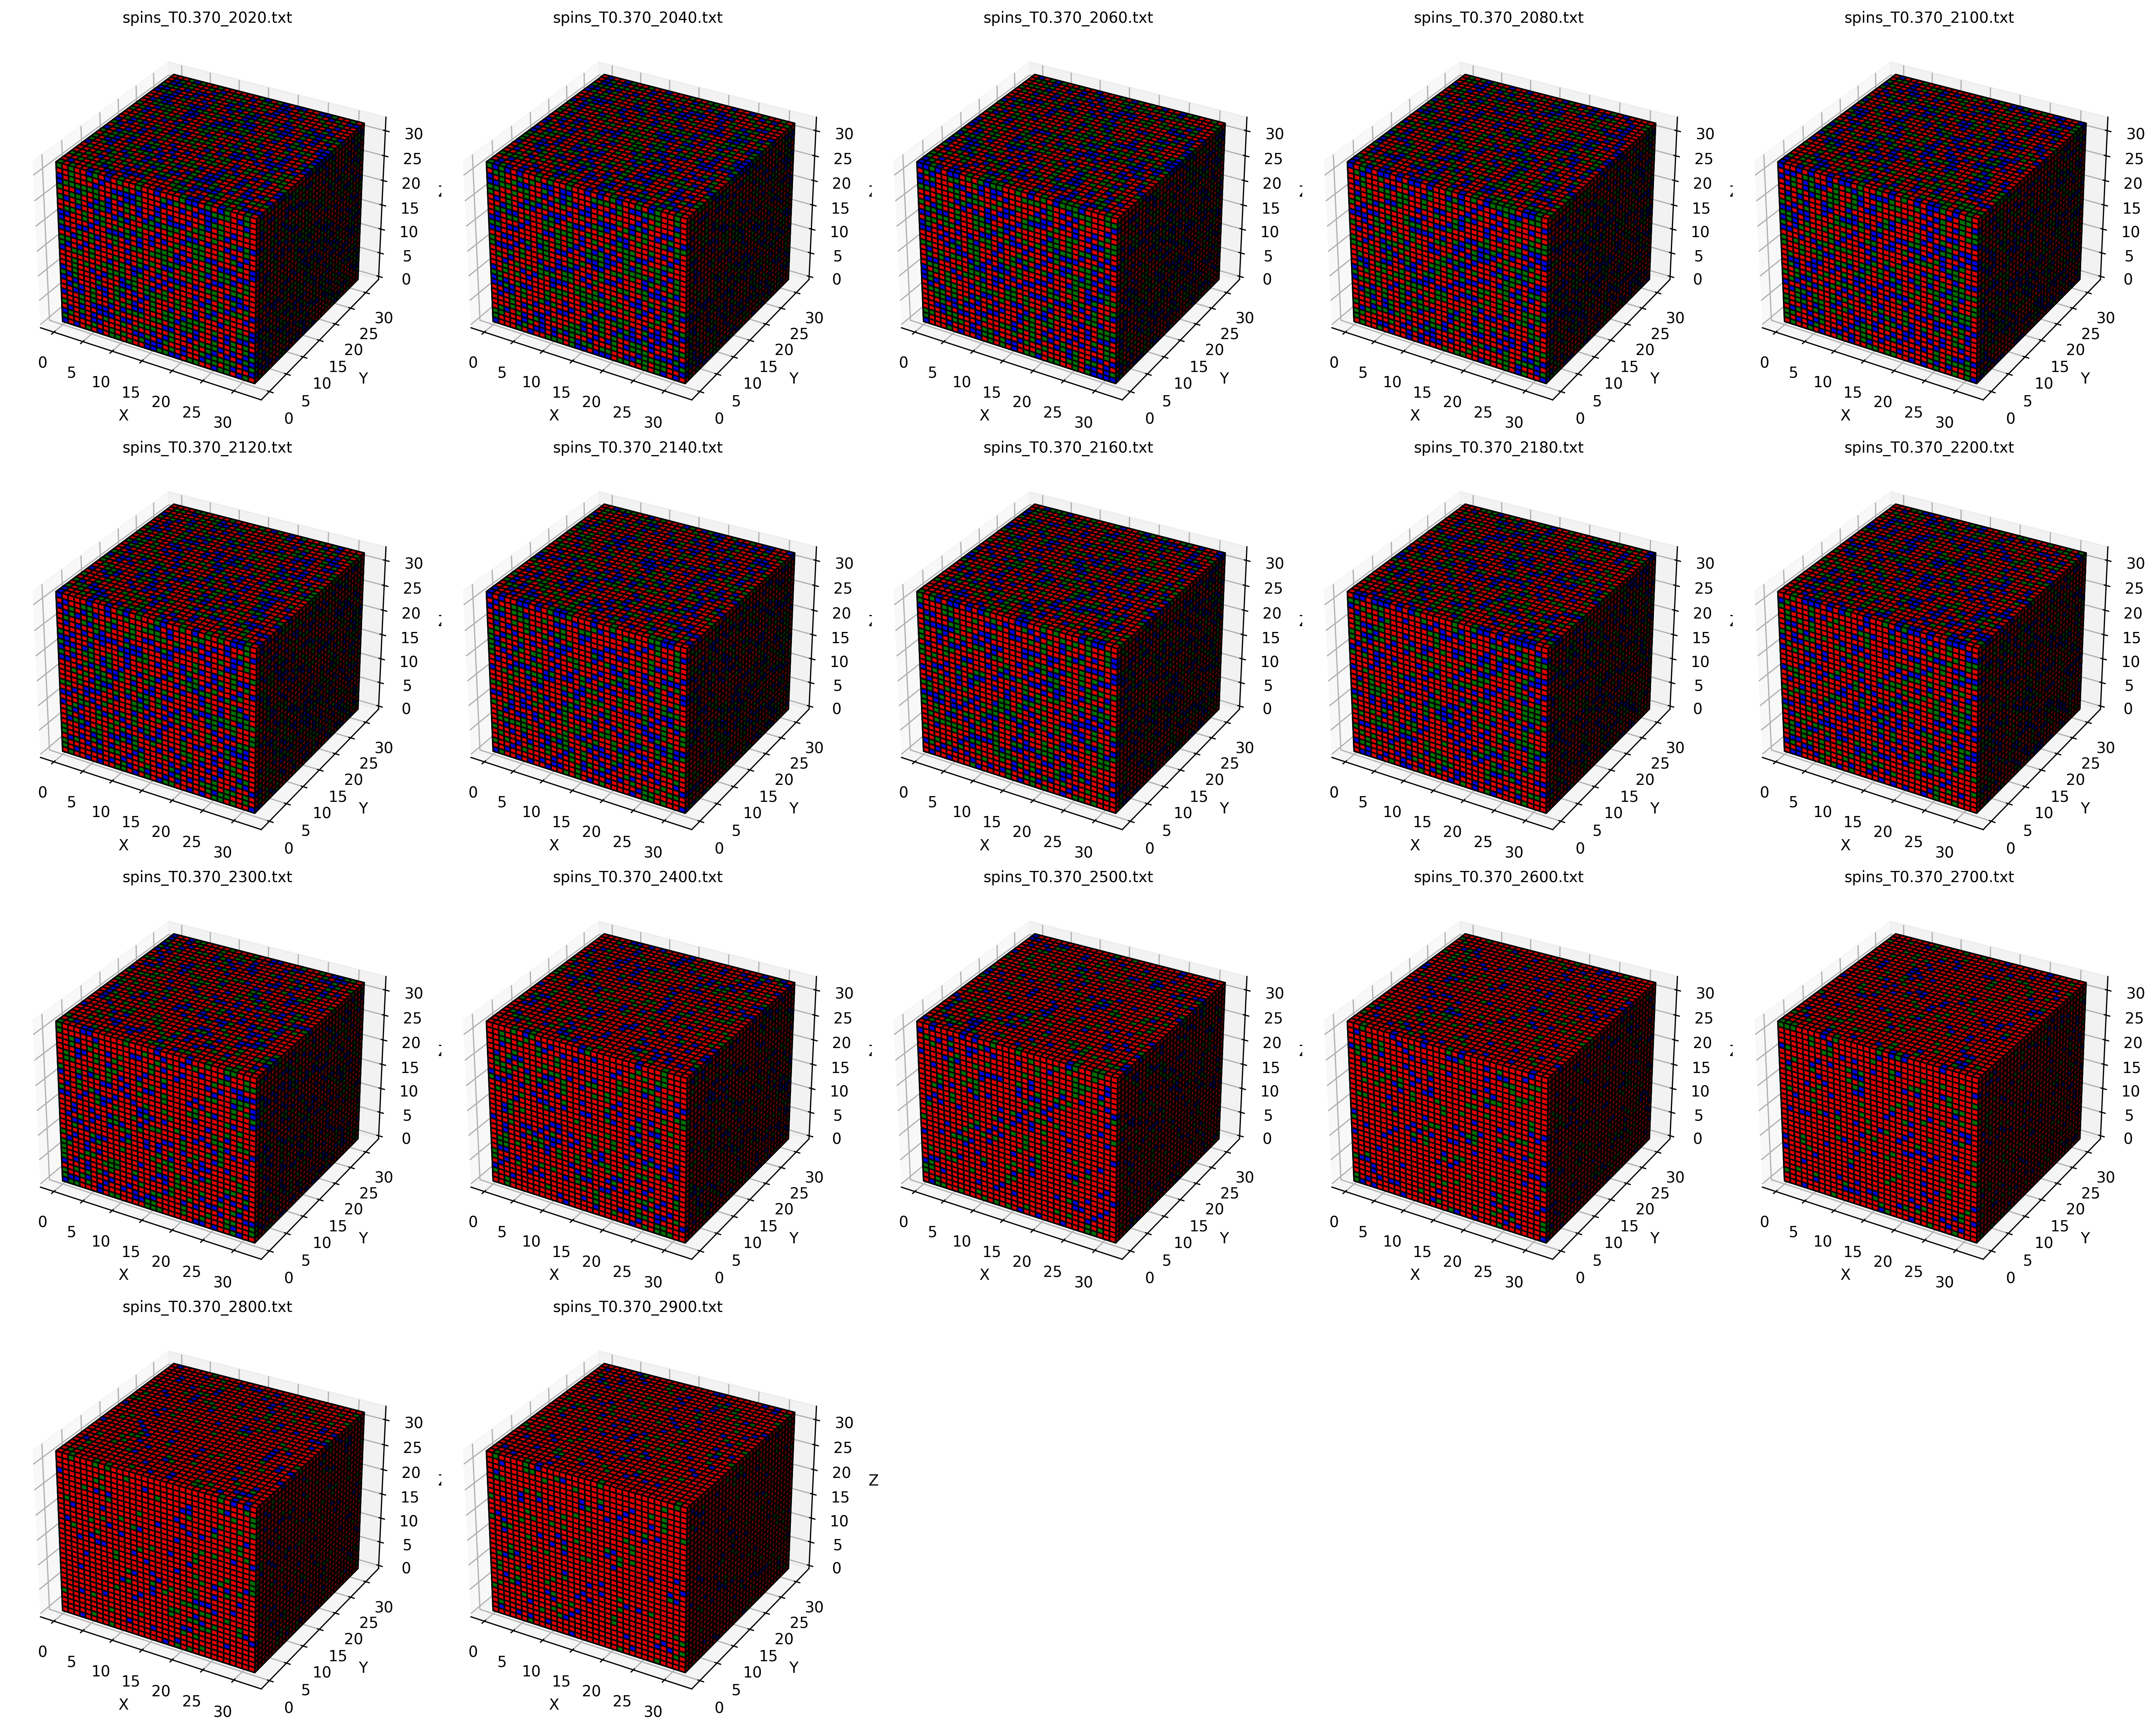 spins_T0.370_2020.txt
30
25
20
15
10
5
0
0 5 10 15 20 25 30
X
0 5 10 15 20 25 30
Y
spins_T0.370_2040.txt
30
25
20
15
10
5
0
0 5 10 15 20 25 30
X
0 5 10 15 20 25 30
Y
spins_T0.370_2060.txt
30
25
20
15
10
5
0
0 5 10 15 20 25 30
X
0 5 10 15 20 25 30
Y
spins_T0.370_2080.txt
30
25
20
15
10
5
0
0 5 10 15 20 25 30
X
0 5 10 15 20 25 30
Y
spins_T0.370_2100.txt
30
25
20
15
10
5
0
0 5 10 15 20 25 30
X
0 5 10 15 20 25 30
Y
spins_T0.370_2120.txt
30
25
20
15
10
5
0
0 5 10 15 20 25 30
X
0 5 10 15 20 25 30
Y
spins_T0.370_2140.txt
30
25
20
15
10
5
0
0 5 10 15 20 25 30
X
0 5 10 15 20 25 30
Y
spins_T0.370_2160.txt
30
25
20
15
10
5
0
0 5 10 15 20 25 30
X
0 5 10 15 20 25 30
Y
spins_T0.370_2180.txt
30
25
20
15
10
5
0
0 5 10 15 20 25 30
X
0 5 10 15 20 25 30
Y
spins_T0.370_2200.txt
30
25
20
15
10
5
0
0 5 10 15 20 25 30
X
0 5 10 15 20 25 30
Y
spins_T0.370_2300.txt
30
25
20
15
10
5
0
0 5 10 15 20 25 30
X
0 5 10 15 20 25 30
Y
spins_T0.370_2400.txt
30
25
20
15
10
5
0
0 5 10 15 20 25 30
X
0 5 10 15 20 25 30
Y
spins_T0.370_2500.txt
30
25
20
15
10
5
0
0 5 10 15 20 25 30
X
0 5 10 15 20 25 30
Y
spins_T0.370_2600.txt
30
25
20
15
10
5
0
0 5 10 15 20 25 30
X
0 5 10 15 20 25 30
Y
spins_T0.370_2700.txt
30
25
20
15
10
5
0
0 5 10 15 20 25 30
X
0 5 10 15 20 25 30
Y
spins_T0.370_2800.txt
30
25
20
15
10
5
0
0 5 10 15 20 25 30
X
0 5 10 15 20 25 30
Y
spins_T0.370_2900.txt
30
25
20
15
10
5
0
Z
0 5 10 15 20 25 30
X
0 5 10 15 20 25 30
Y